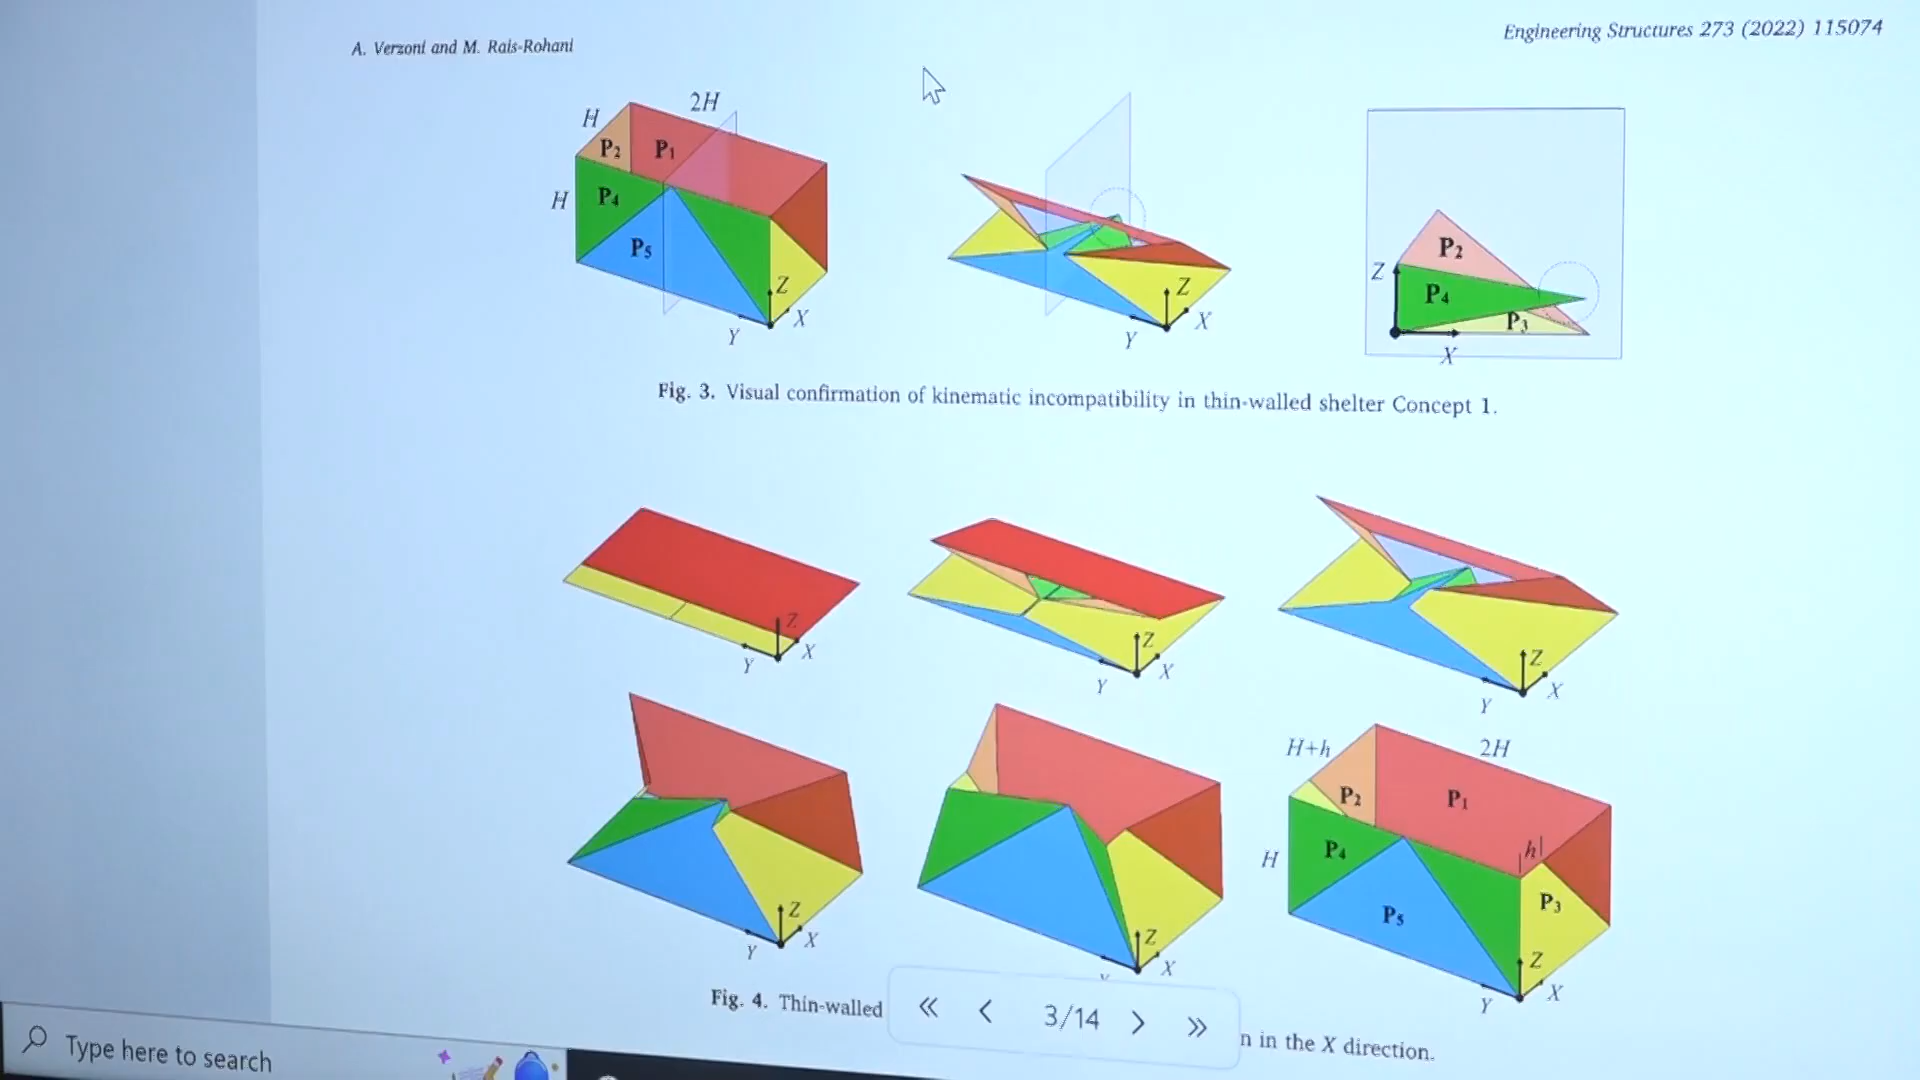 A. Verzoni and M. Rais-Rohani
Engineering Structures 273 (2022) 115074
H
2H
P2
P1
H
P4
P5
Z
X
Y
Z
X
Y
Z
P2
P4
P3
X
Fig. 3. Visual confirmation of kinematic incompatibility in thin-walled shelter Concept 1.
Z
X
Y
Z
X
Y
Z
X
Y
Z
X
Y
Z
X
Y
H+h
2H
P2
P1
h
H
P4
P3
P5
Z
X
Y
Fig. 4. Thin-walled
n in the X direction.
3/14
Type here to search